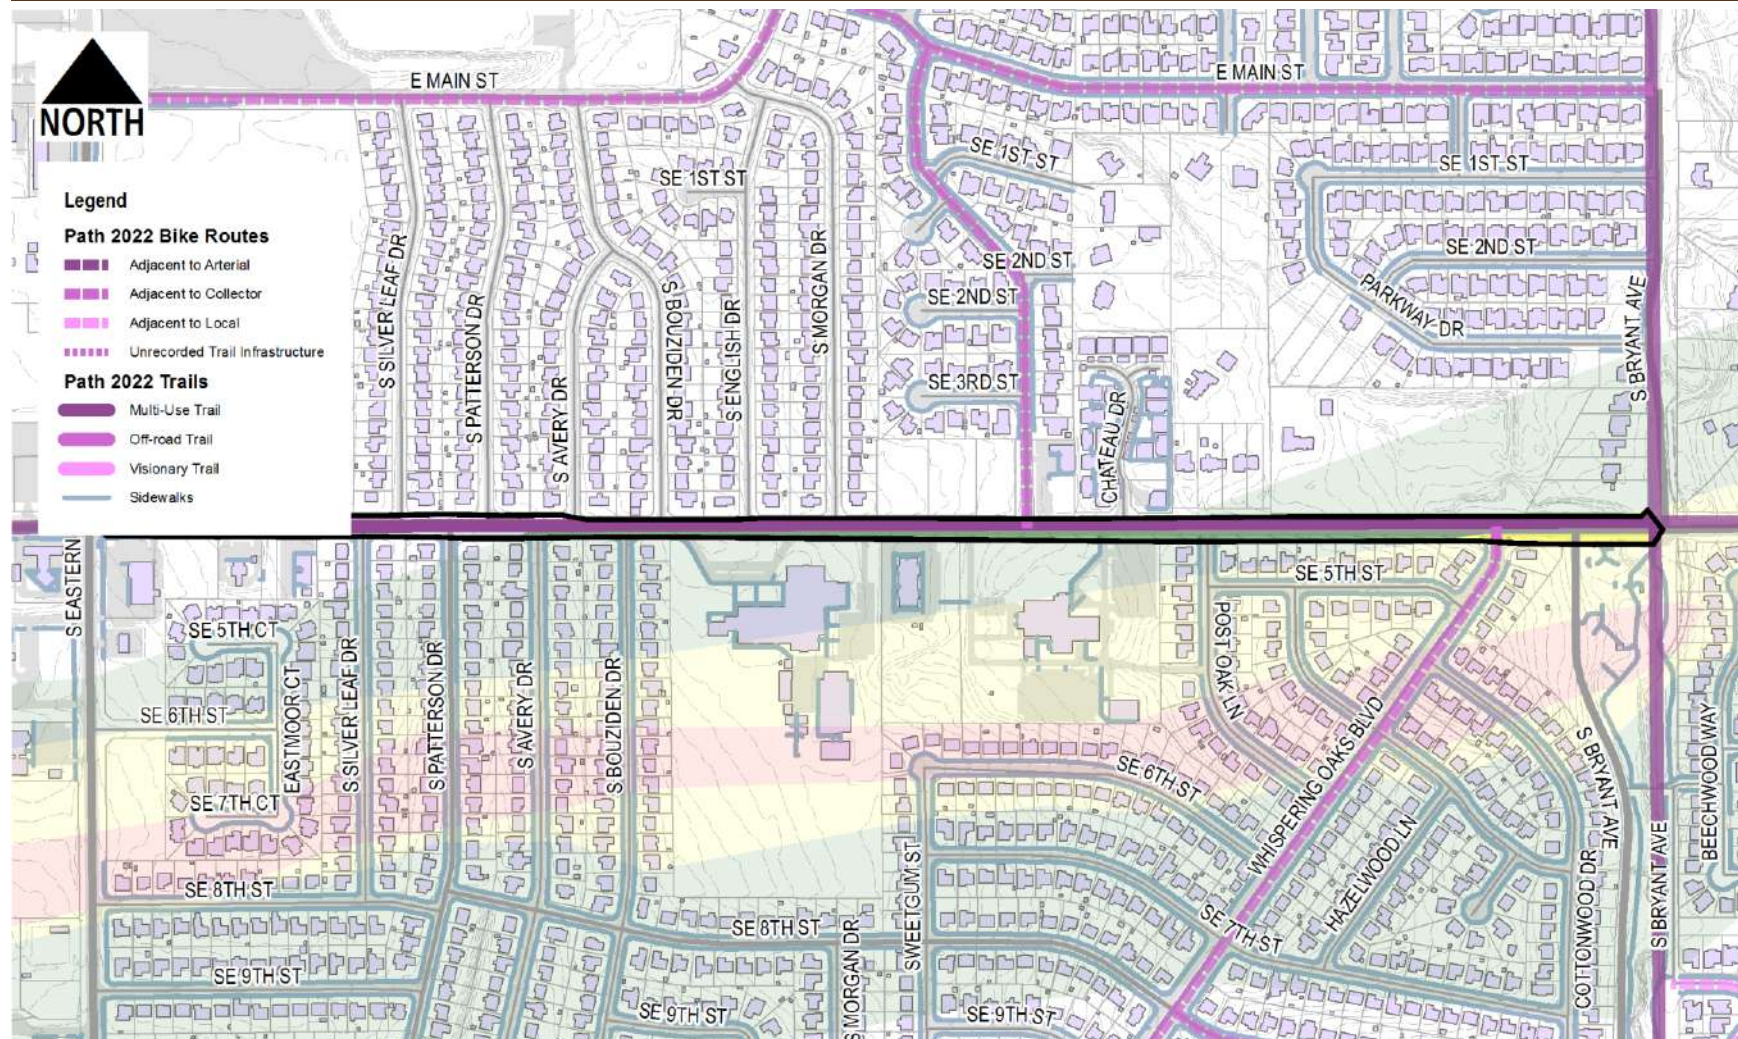 E MAIN ST
E MAIN ST
NORTH
SE 1ST ST
SE 1ST ST
SE 1ST ST
Legend
Path 2022 Bike Routes
Adjacent to Arterial
Adjacent to Collector
Adjacent to Local
Unrecorded Trail Infrastructure
Path 2022 Trails
Multi-Use Trail
Off-road Trail
Visionary Trail
Sidewalks
S SILVER LEAF DR
S PATTERSON DR
S AVERY DR
S BOUZIDEN DR
S ENGLISH DR
S MORGAN DR
SE 2ND ST
SE 2ND ST
SE 2ND ST
PARKWAY DR
S BRYANT AVE
SE 3RD ST
CHATEAU DR
S EASTERN
SE 5TH CT
SE 5TH ST
EASTMOOR CT
S SILVER LEAF DR
S PATTERSON DR
S AVERY DR
S BOUZIDEN DR
POST OAK LN
SE 6TH ST
SE 6TH ST
WHISPERING OAKS BLVD
S BRYANT AVE
BEECHWOOD WAY
SE 7TH CT
HAZELWOOD LN
SE 8TH ST
SE 8TH ST
S MORGAN DR
SWEETGUM ST
SE 7TH ST
COTTONWOOD DR
S BRYANT AVE
SE 9TH ST
SE 9TH ST
SE 9TH ST